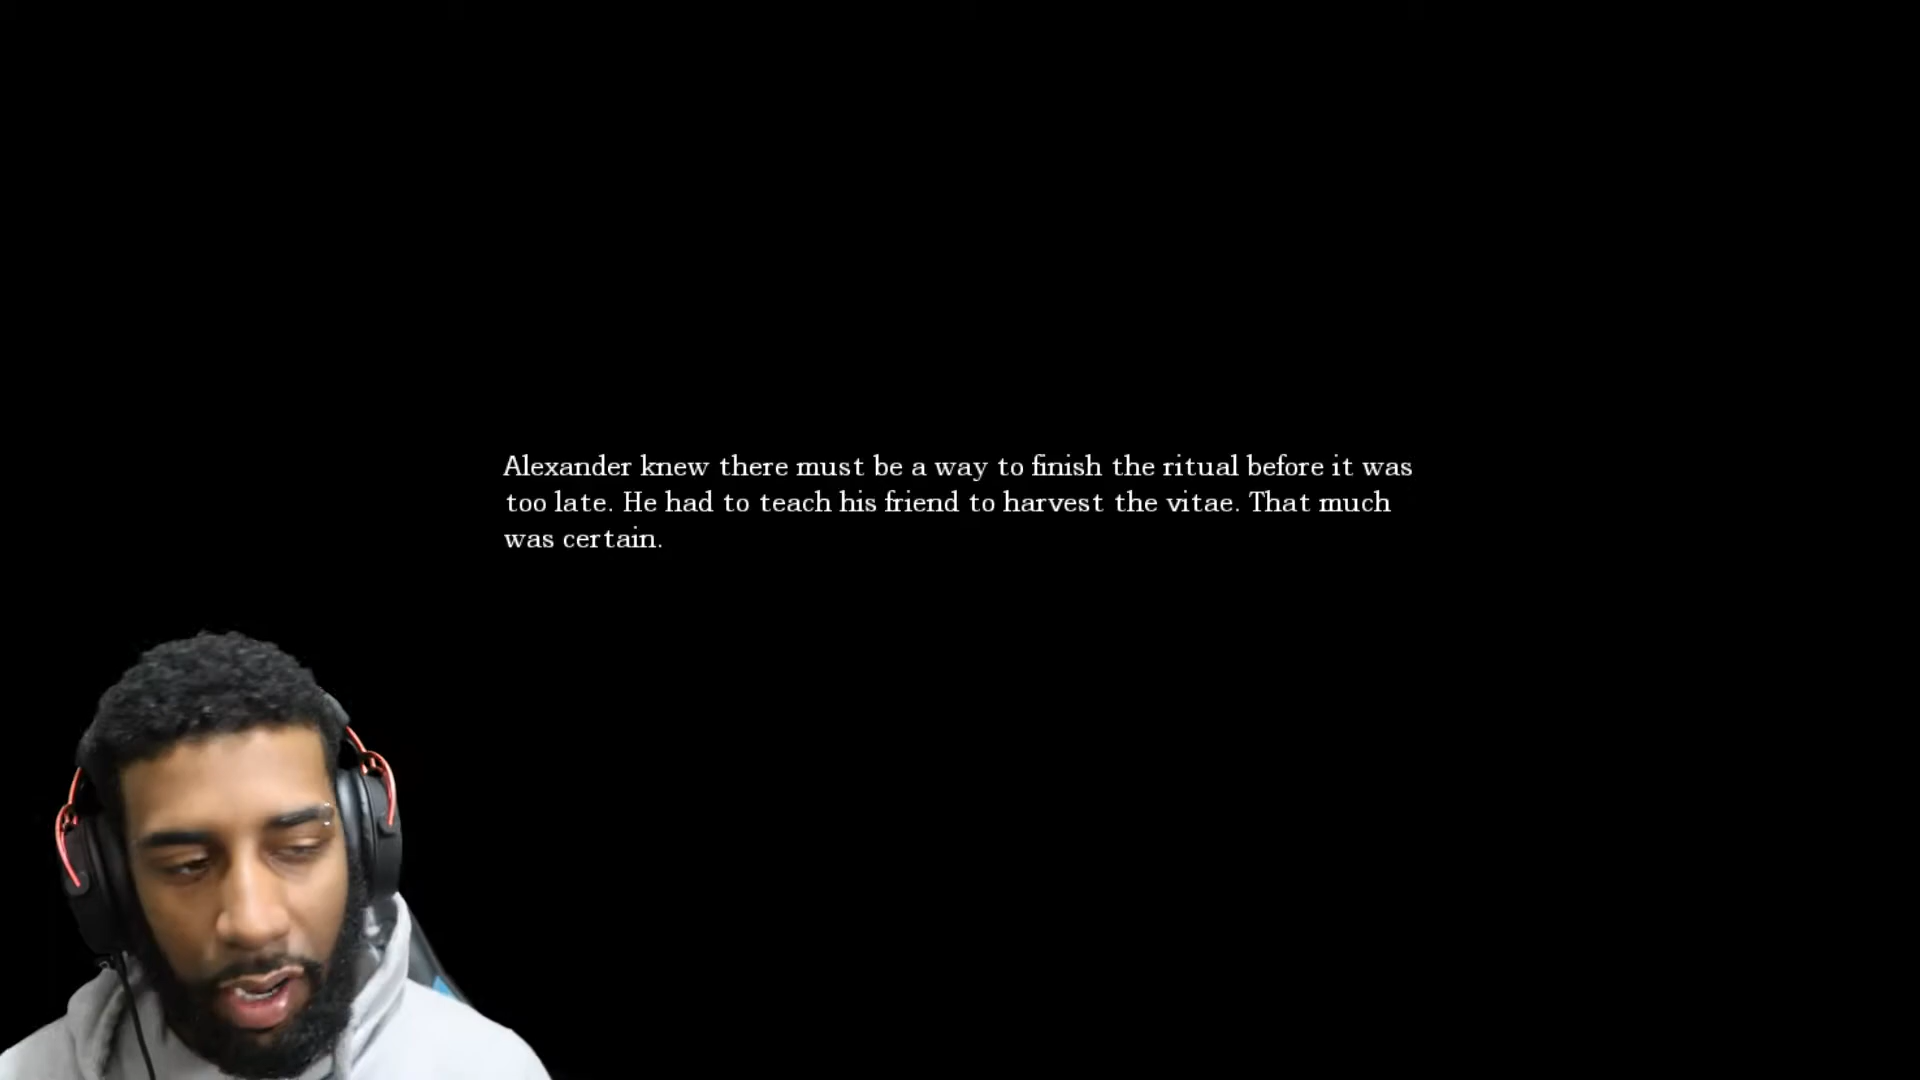 Alexander knew there must be a way to finish the ritual before it was
too late. He had to teach his friend to harvest the vitae. That much
was certain.